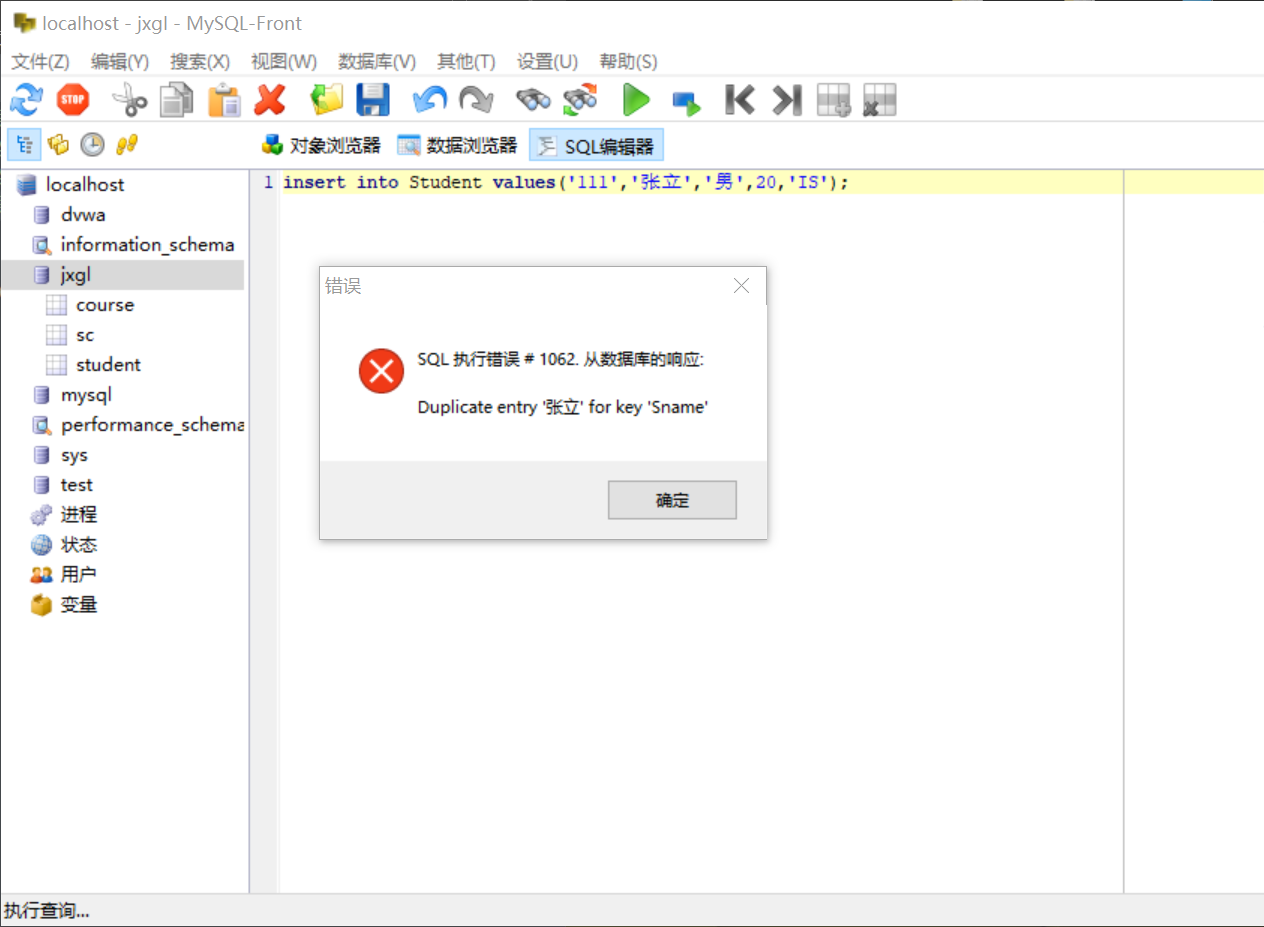 localhost - jxgl - MySQL-Front
文件(Z) 编辑(Y) 搜索(X) 视图(W) 数据库(V) 其他(T) 设置(U) 帮助(S)
STOP
对象浏览器 数据浏览器 SQL编辑器
localhost
dvwa
information_schema
jxgl
course
sc
student
mysql
performance_schema
sys
test
进程
状态
用户
变量
1 insert into Student values('111','张立','男',20,'IS');
错误
SQL 执行错误 # 1062. 从数据库的响应:
Duplicate entry '张立' for key 'Sname'
确定
执行查询...